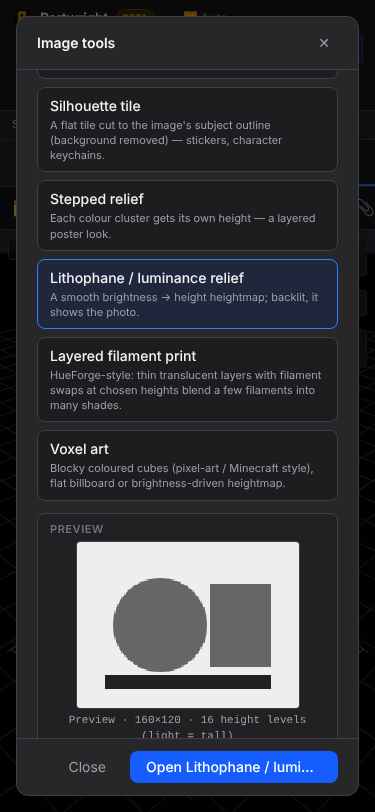 Partwright BETA Auto
Image tools ×
Silhouette tile
A flat tile cut to the image's subject outline
(background removed) — stickers, character
keychains.
Stepped relief
Each colour cluster gets its own height — a layered
poster look.
Lithophane / luminance relief
A smooth brightness → height heightmap; backlit, it
shows the photo.
Layered filament print
HueForge-style: thin translucent layers with filament
swaps at chosen heights blend a few filaments into
many shades.
Voxel art
Blocky coloured cubes (pixel-art / Minecraft style),
flat billboard or brightness-driven heightmap.
PREVIEW
Preview · 160×120 · 16 height levels
(light = tall)
Close Open Lithophane / lumi...